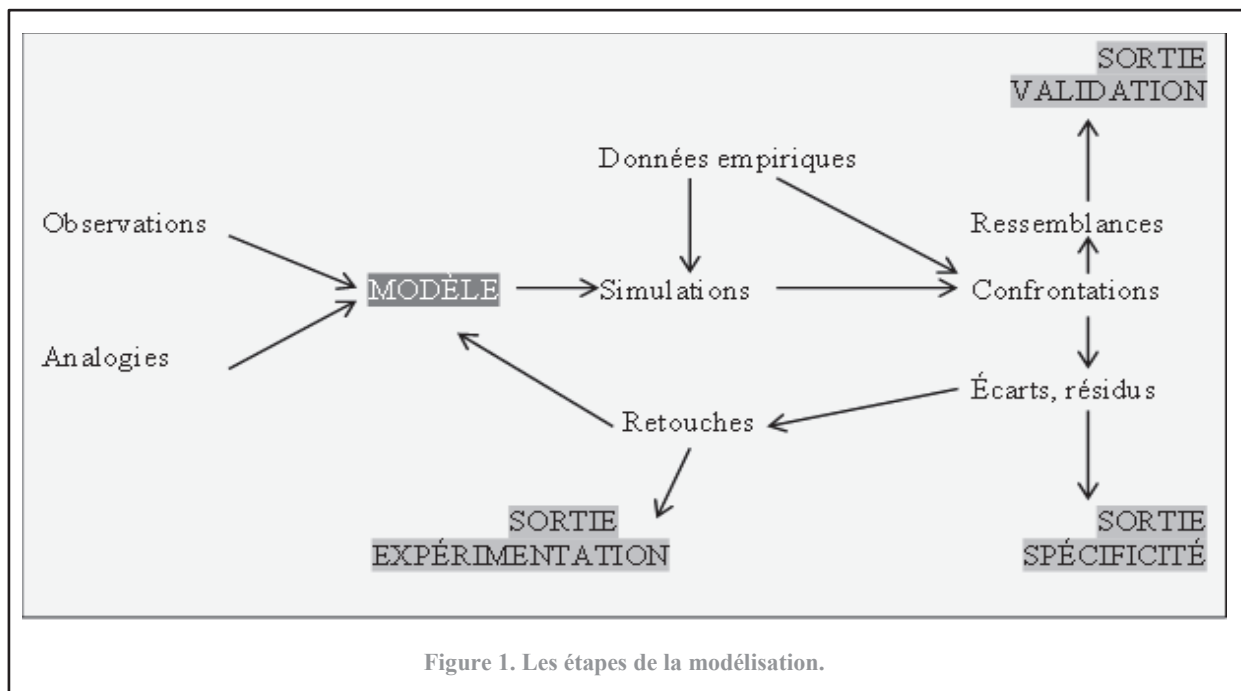 SORTIE
VALIDATION
Données empiriques
Observations
Ressemblances
MODÈLE
Simulations
Confrontations
Analogies
Écarts, résidus
Retouches
SORTIE
EXPÉRIMENTATION
SORTIE
SPÉCIFICITÉ
Figure 1. Les étapes de la modélisation.